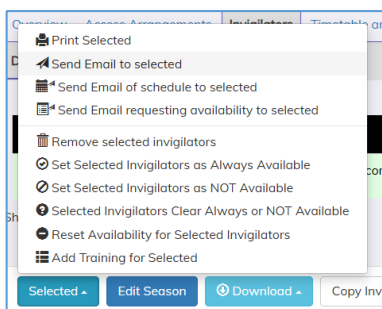 Overview Access Arrangements Invigilators Timetable an
Print Selected
Send Email to selected
Send Email of schedule to selected
Send Email requesting availability to selected
Remove selected invigilators
Set Selected Invigilators as Always Available
Set Selected Invigilators as NOT Available
Selected Invigilators Clear Always or NOT Available
Reset Availability for Selected Invigilators
Add Training for Selected
Selected Edit Season Download Copy Inv